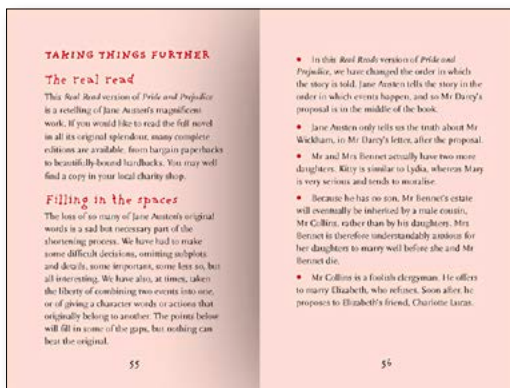 TAKING THINGS FURTHER
The real read
This Real Reads version of Pride and Prejudice
is a retelling of Jane Austen's magnificent
work. If you would like to read the full novel
in all its original splendour, many complete
editions are available, from bargain paperbacks
to beautifully-bound hardbacks. You may well
find a copy in your local charity shop.
Filling in the spaces
The loss of so many of Jane Austen's original
words is a sad but necessary part of the
shortening process. We have had to make
some difficult decisions, omitting subplots
and details, some important, some less so, but
all interesting. We have also, at times, taken
the liberty of combining two events into one,
or of giving a character words or actions that
originally belong to another. The points below
will fill in some of the gaps, but nothing can
beat the original.
55
• In this Real Reads version of Pride and
Prejudice, we have changed the order in which
the story is told. Jane Austen tells the story in the
order in which events happen, and so Mr Darcy's
proposal is in the middle of the book.
• Jane Austen only tells us the truth about Mr
Wickham, in Mr Darcy's letter, after the proposal.
• Mr and Mrs Bennet actually have two more
daughters. Kitty is similar to Lydia, whereas Mary
is very serious and tends to moralise.
• Because he has no son, Mr Bennet's estate
will eventually be inherited by a male cousin,
Mr Collins, rather than by his daughters. Mrs
Bennet is therefore understandably anxious for
her daughters to marry well before she and Mr
Bennet die.
• Mr Collins is a foolish clergyman. He offers
to marry Elizabeth, who refuses. Soon after, he
proposes to Elizabeth's friend, Charlotte Lucas.
56